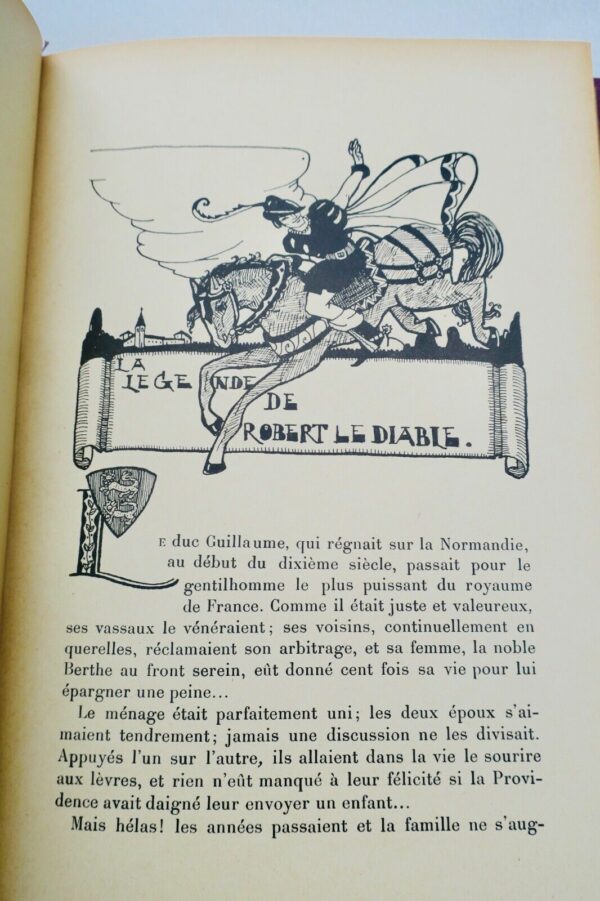 LA
LEGENDE
DE
ROBERT LE DIABLE.
LE duc Guillaume, qui régnait sur la Normandie,
au début du dixième siècle, passait pour le
gentilhomme le plus puissant du royaume
de France. Comme il était juste et valeureux,
ses vassaux le vénéraient; ses voisins, continuellement en
querelles, réclamaient son arbitrage, et sa femme, la noble
Berthe au front serein, eût donné cent fois sa vie pour lui
épargner une peine...
Le ménage était parfaitement uni; les deux époux s'ai-
maient tendrement; jamais une discussion ne les divisait.
Appuyés l'un sur l'autre, ils allaient dans la vie le sourire
aux lèvres, et rien n'eût manqué à leur félicité si la Provi-
dence avait daigné leur envoyer un enfant...
Mais hélas! les années passaient et la famille ne s'aug-